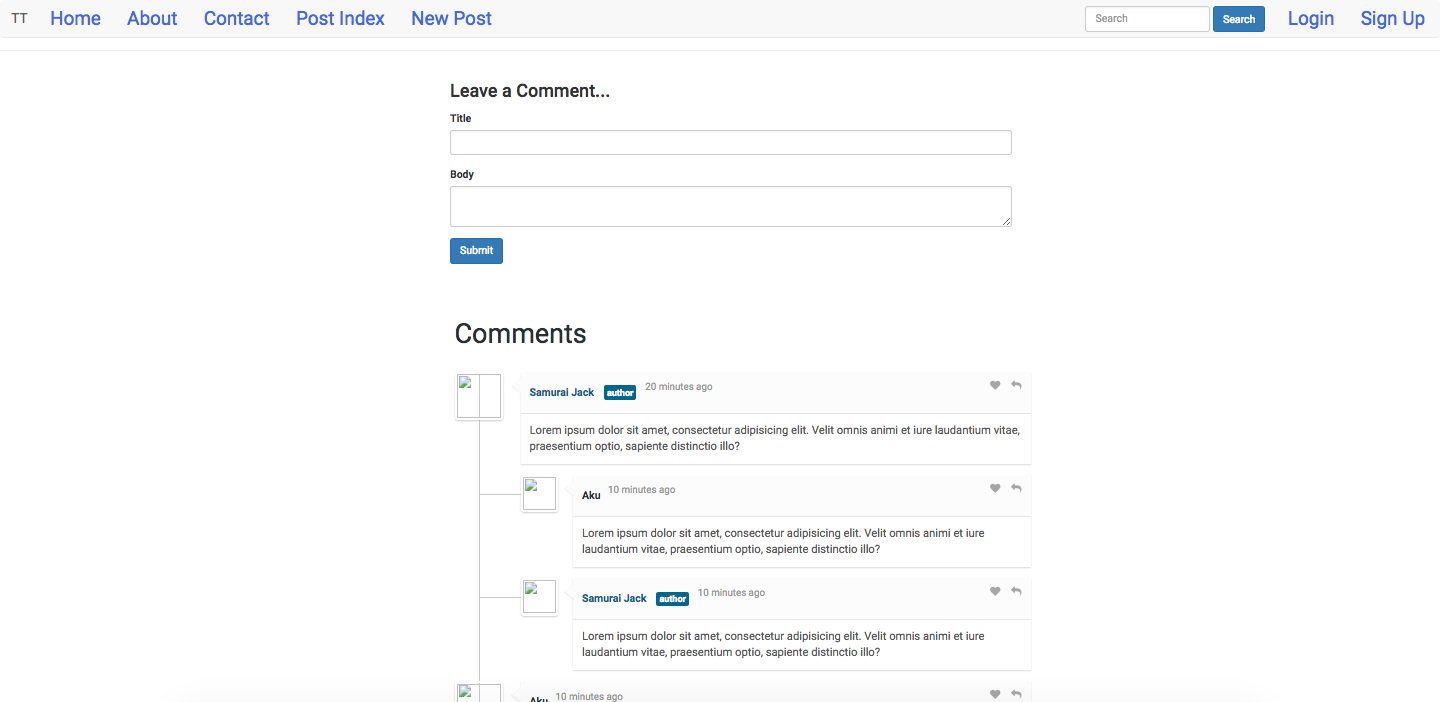 TT Home About Contact Post Index New Post Search Search Login Sign Up
Leave a Comment...
Title
Body
Submit
Comments
Samurai Jack author 20 minutes ago
Lorem ipsum dolor sit amet, consectetur adipisicing elit. Velit omnis animi et iure laudantium vitae,
praesentium optio, sapiente distinctio illo?
Aku 10 minutes ago
Lorem ipsum dolor sit amet, consectetur adipisicing elit. Velit omnis animi et iure
laudantium vitae, praesentium optio, sapiente distinctio illo?
Samurai Jack author 10 minutes ago
Lorem ipsum dolor sit amet, consectetur adipisicing elit. Velit omnis animi et iure
laudantium vitae, praesentium optio, sapiente distinctio illo?
Aku 10 minutes ago